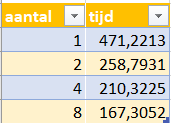 aantal tijd
1 471,2213
2 258,7931
4 210,3225
8 167,3052